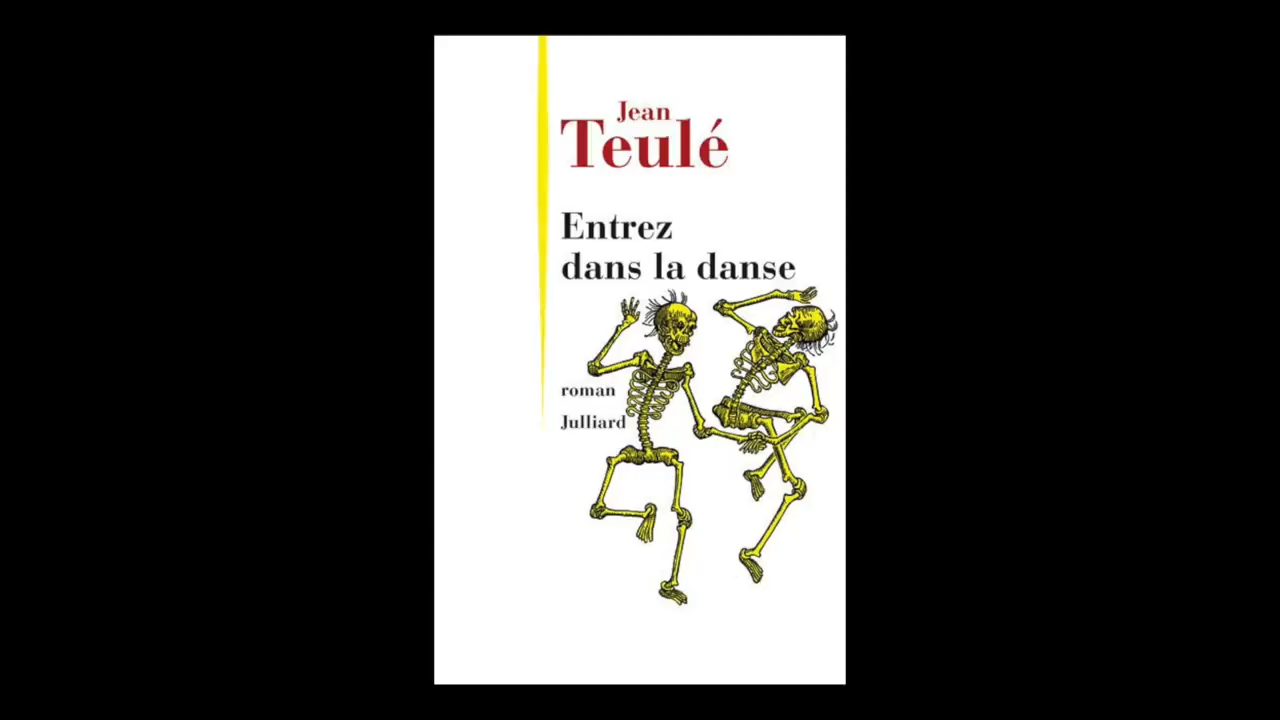 Jean
Teulé
Entrez
dans la danse
roman
Julliard